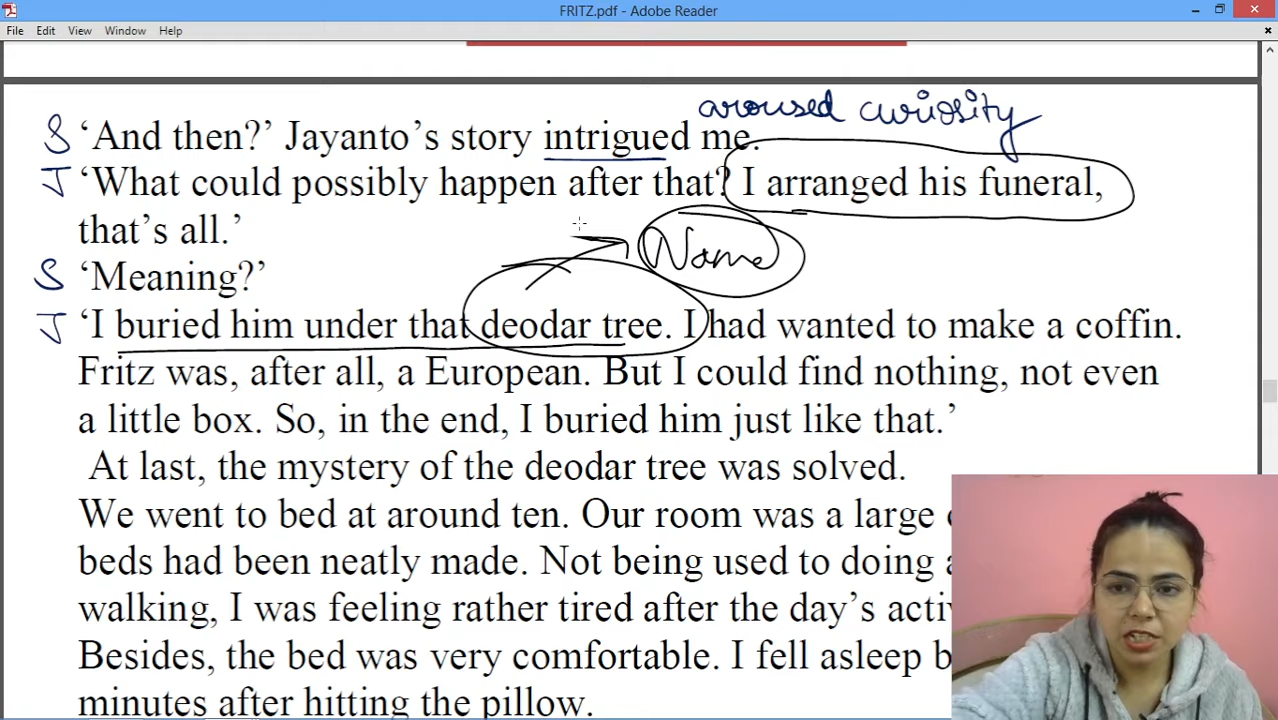 FRITZ.pdf - Adobe Reader
File Edit View Window Help
aroused curiosity
S 'And then?' Jayanto's story intrigued me.
J 'What could possibly happen after that? I arranged his funeral,
that's all.'
Name
S 'Meaning?'
J 'I buried him under that deodar tree. I had wanted to make a coffin.
Fritz was, after all, a European. But I could find nothing, not even
a little box. So, in the end, I buried him just like that.'
At last, the mystery of the deodar tree was solved.
We went to bed at around ten. Our room was a large
beds had been neatly made. Not being used to doing
walking, I was feeling rather tired after the day's
Besides, the bed was very comfortable. I fell asleep
minutes after hitting the pillow.